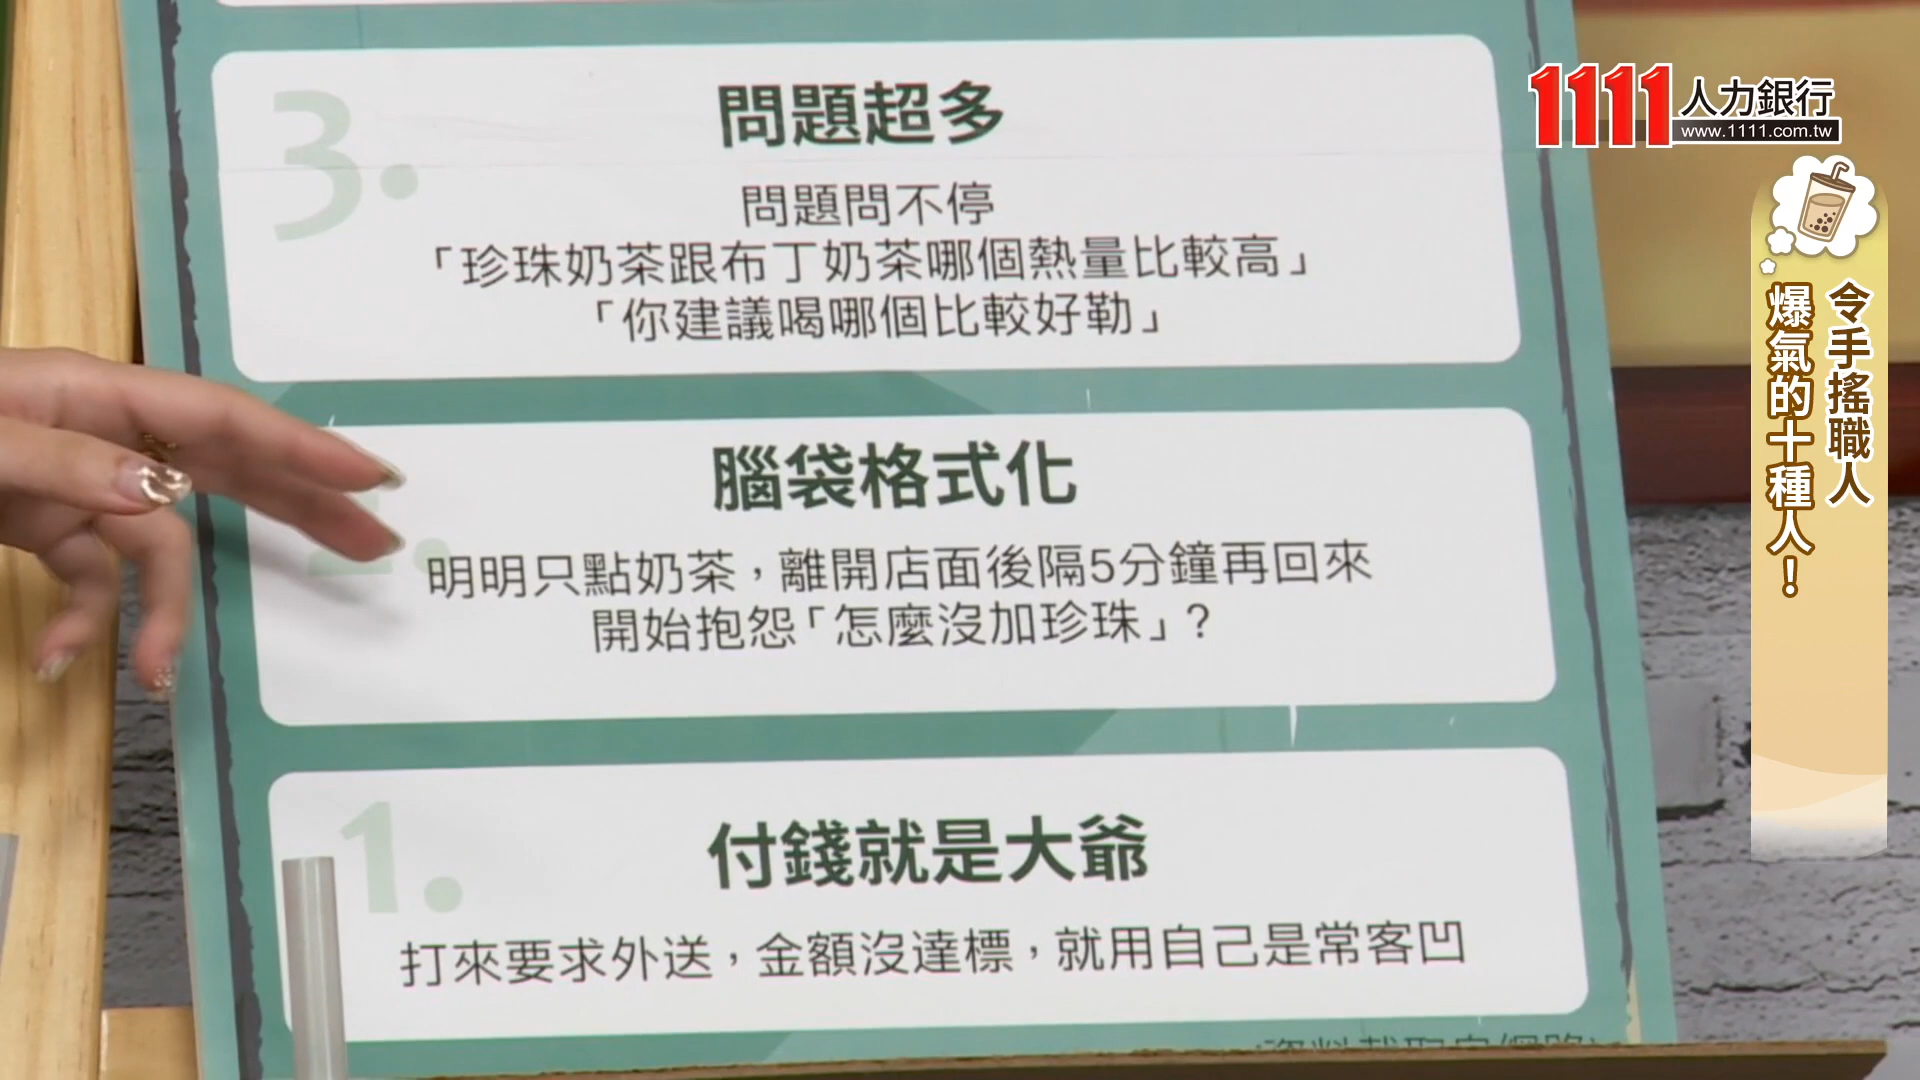 3.
問題超多
問題問不停
「珍珠奶茶跟布丁奶茶哪個熱量比較高」
「你建議喝哪個比較好勒」
2.
腦袋格式化
明明只點奶茶，離開店面後隔5分鐘再回來
開始抱怨「怎麼沒加珍珠」？
1.
付錢就是大爺
打來要求外送，金額沒達標，就用自己是常客凹
1111人力銀行
www.1111.com.tw
令手搖職人
爆氣的十種人！